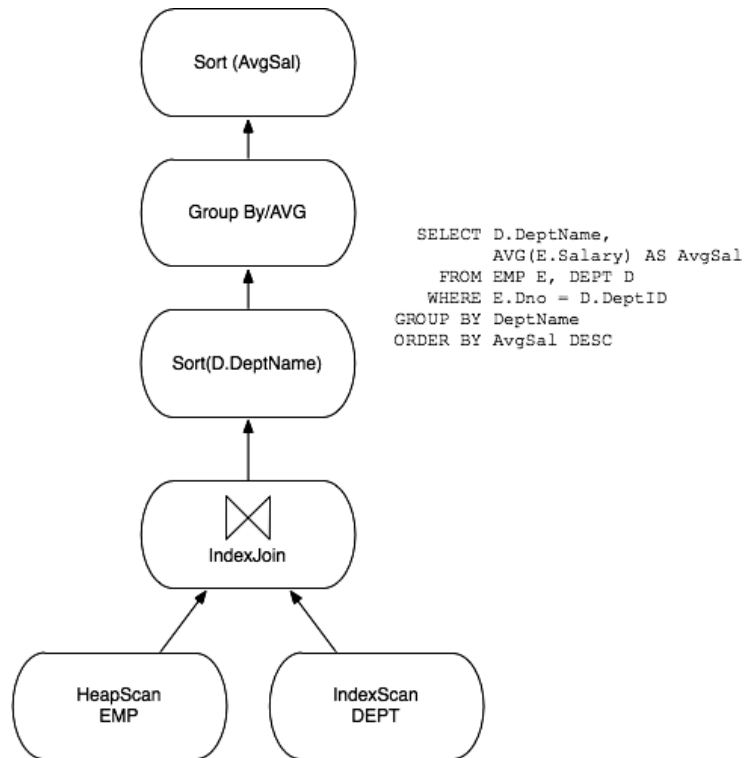 Sort (AvgSal)
Group By/AVG
SELECT D.DeptName,
AVG(E.Salary) AS AvgSal
FROM EMP E, DEPT D
WHERE E.Dno = D.DeptID
GROUP BY DeptName
ORDER BY AvgSal DESC
Sort(D.DeptName)
IndexJoin
HeapScan
EMP
IndexScan
DEPT